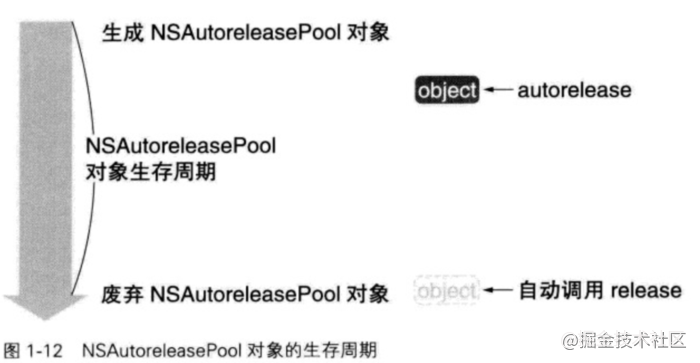 生成 NSAutoreleasePool 对象
object
autorelease
NSAutoreleasePool
对象生存周期
废弃 NSAutoreleasePool 对象
object
自动调用 release
图 1-12 NSAutoreleasePool 对象的生存周期
@掘金技术社区